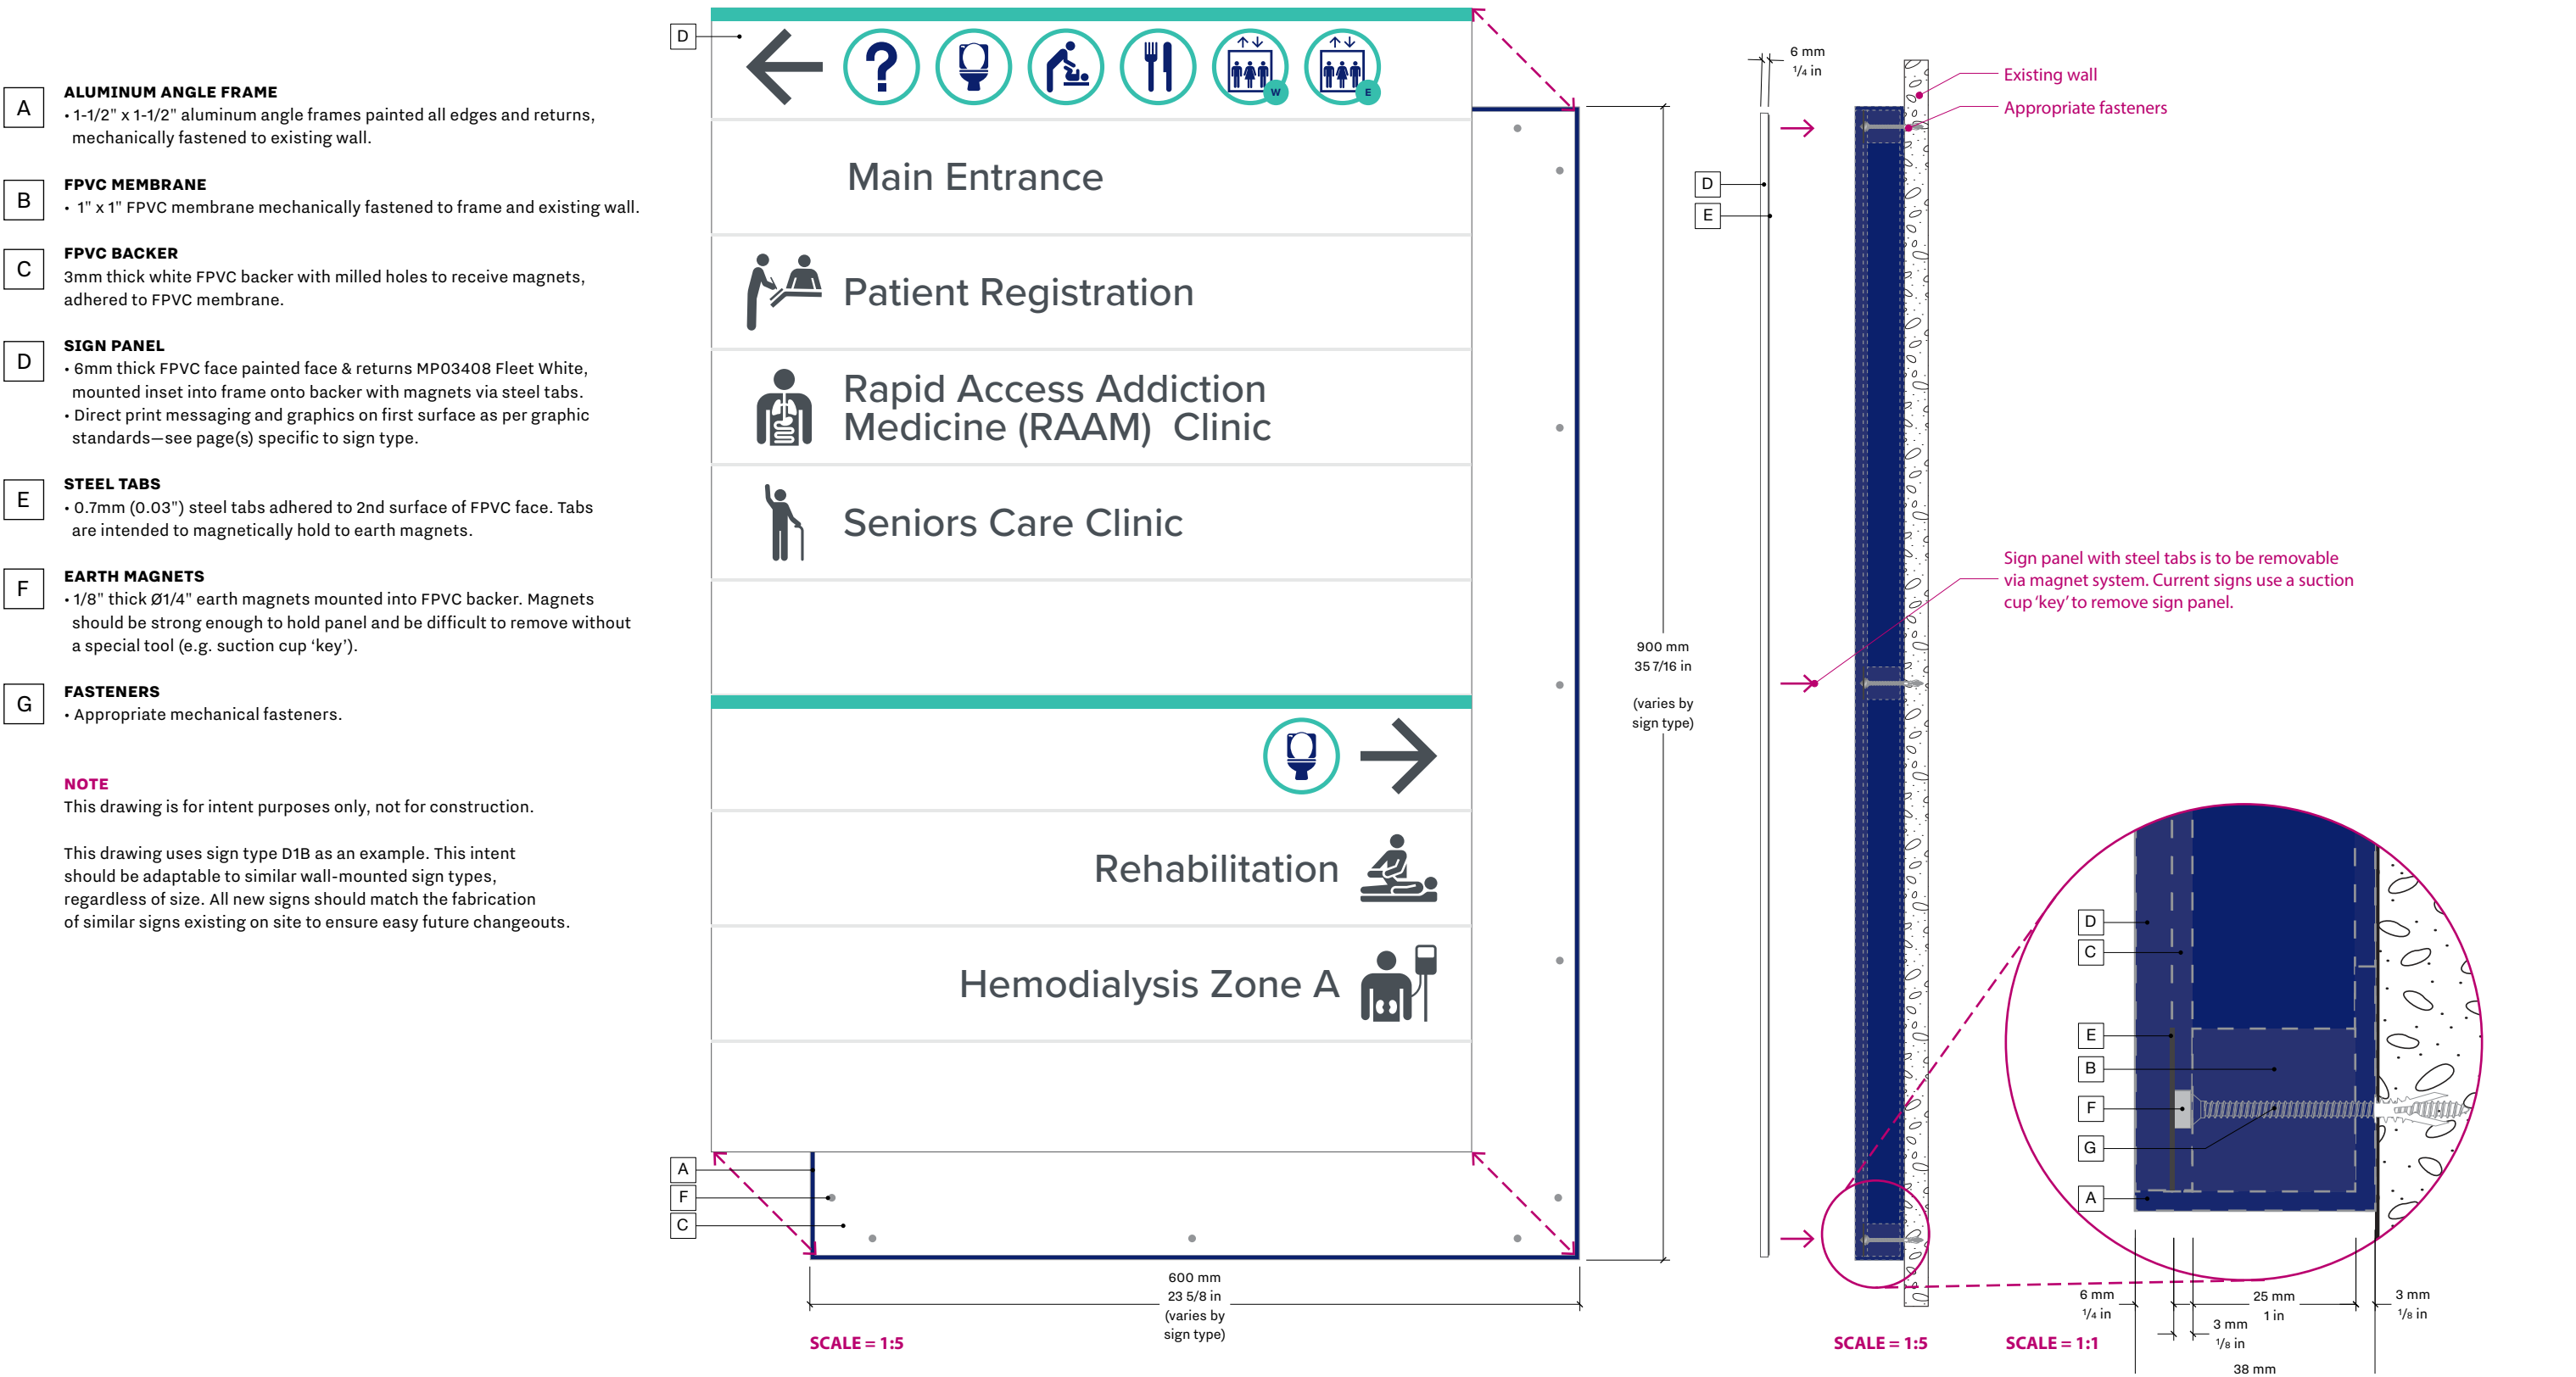 A
ALUMINUM ANGLE FRAME
• 1-1/2" x 1-1/2" aluminum angle frames painted all edges and returns,
mechanically fastened to existing wall.
B
FPVC MEMBRANE
• 1" x 1" FPVC membrane mechanically fastened to frame and existing wall.
C
FPVC BACKER
3mm thick white FPVC backer with milled holes to receive magnets,
adhered to FPVC membrane.
D
SIGN PANEL
• 6mm thick FPVC face painted face & returns MP03408 Fleet White,
mounted inset into frame onto backer with magnets via steel tabs.
• Direct print messaging and graphics on first surface as per graphic
standards—see page(s) specific to sign type.
E
STEEL TABS
• 0.7mm (0.03") steel tabs adhered to 2nd surface of FPVC face. Tabs
are intended to magnetically hold to earth magnets.
F
EARTH MAGNETS
• 1/8" thick Ø1/4" earth magnets mounted into FPVC backer. Magnets
should be strong enough to hold panel and be difficult to remove without
a special tool (e.g. suction cup ‘key’).
G
FASTENERS
• Appropriate mechanical fasteners.
NOTE
This drawing is for intent purposes only, not for construction.
This drawing uses sign type D1B as an example. This intent
should be adaptable to similar wall-mounted sign types,
regardless of size. All new signs should match the fabrication
of similar signs existing on site to ensure easy future changeouts.
D
?
W
E
Main Entrance
Patient Registration
Rapid Access Addiction
Medicine (RAAM) Clinic
Seniors Care Clinic
Rehabilitation
Hemodialysis Zone A
A
F
C
600 mm
23 5/8 in
(varies by
sign type)
SCALE = 1:5
900 mm
35 7/16 in
(varies by
sign type)
6 mm
1/4 in
D
E
Existing wall
Appropriate fasteners
Sign panel with steel tabs is to be removable
via magnet system. Current signs use a suction
cup ‘key’ to remove sign panel.
D
C
E
B
F
G
A
6 mm
1/4 in
3 mm
1/8 in
25 mm
1 in
3 mm
1/8 in
38 mm
SCALE = 1:5
SCALE = 1:1